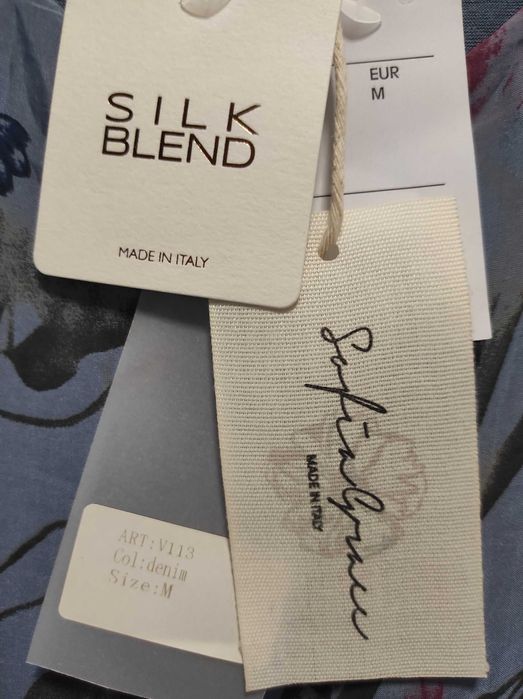 SILK
BLEND
MADE IN ITALY
EUR
M
Sofia Grace
MADE IN ITALY
ART:V113
Col:denim
Size:M